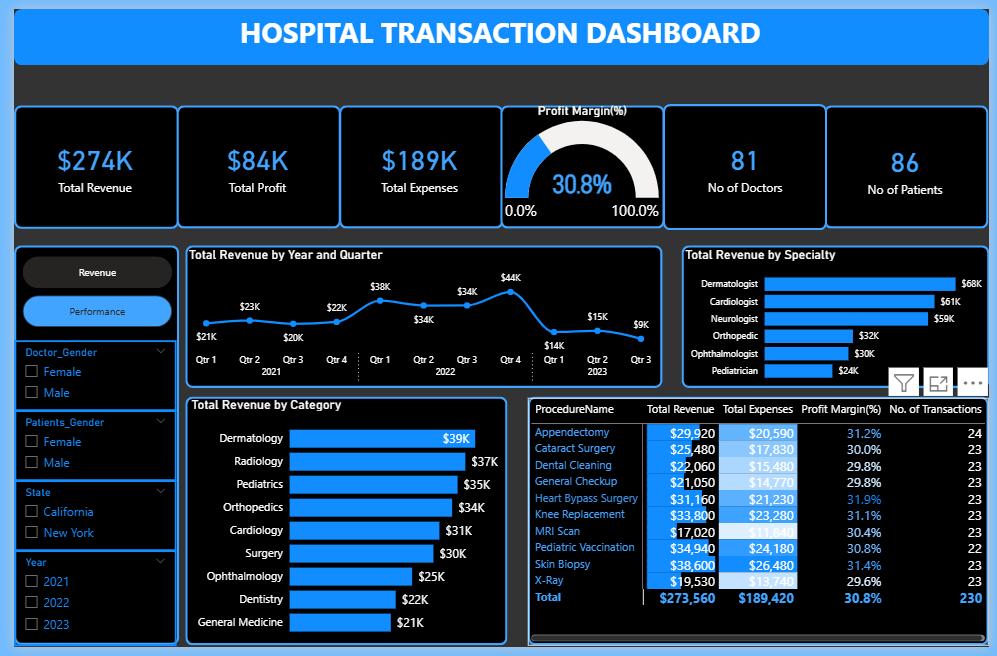 HOSPITAL TRANSACTION DASHBOARD
$274K
Total Revenue
$84K
Total Profit
$189K
Total Expenses
Profit Margin(%)
30.8%
0.0% 100.0%
81
No of Doctors
86
No of Patients
Revenue
Performance
Doctor_Gender
Female
Male
Patients_Gender
Female
Male
State
California
New York
Year
2021
2022
2023
Total Revenue by Year and Quarter
$21K $23K $20K $22K $38K $34K $34K $44K $14K $15K $9K
Qtr 1 Qtr 2 Qtr 3 Qtr 4 Qtr 1 Qtr 2 Qtr 3 Qtr 4 Qtr 1 Qtr 2 Qtr 3
2021 2022 2023
Total Revenue by Specialty
Dermatologist $68K
Cardiologist $61K
Neurologist $59K
Orthopedic $32K
Ophthalmologist $30K
Pediatrician $24K
Total Revenue by Category
Dermatology $39K
Radiology $37K
Pediatrics $35K
Orthopedics $34K
Cardiology $31K
Surgery $30K
Ophthalmology $25K
Dentistry $22K
General Medicine $21K
ProcedureName Total Revenue Total Expenses Profit Margin(%) No. of Transactions
Appendectomy $29,920 $20,590 31.2% 24
Cataract Surgery $25,480 $17,830 30.0% 23
Dental Cleaning $22,060 $15,480 29.8% 23
General Checkup $21,050 $14,770 29.8% 23
Heart Bypass Surgery $31,160 $21,230 31.9% 23
Knee Replacement $33,800 $23,280 31.1% 23
MRI Scan $17,020 30.4% 23
Pediatric Vaccination $34,940 $24,180 30.8% 22
Skin Biopsy $38,600 $26,480 31.4% 23
X-Ray $19,530 $13,740 29.6% 23
Total $273,560 $189,420 30.8% 230